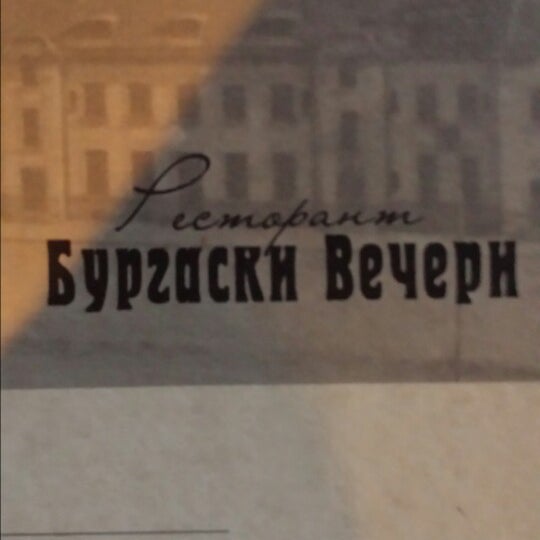 Ресторант
Бургаски Вечери